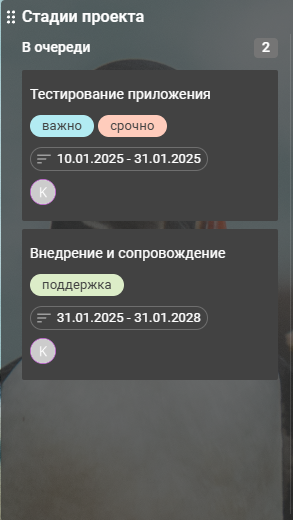 Стадии проекта
В очереди
2
Тестирование приложения
важно срочно
10.01.2025 - 31.01.2025
K
Внедрение и сопровождение
поддержка
31.01.2025 - 31.01.2028
K